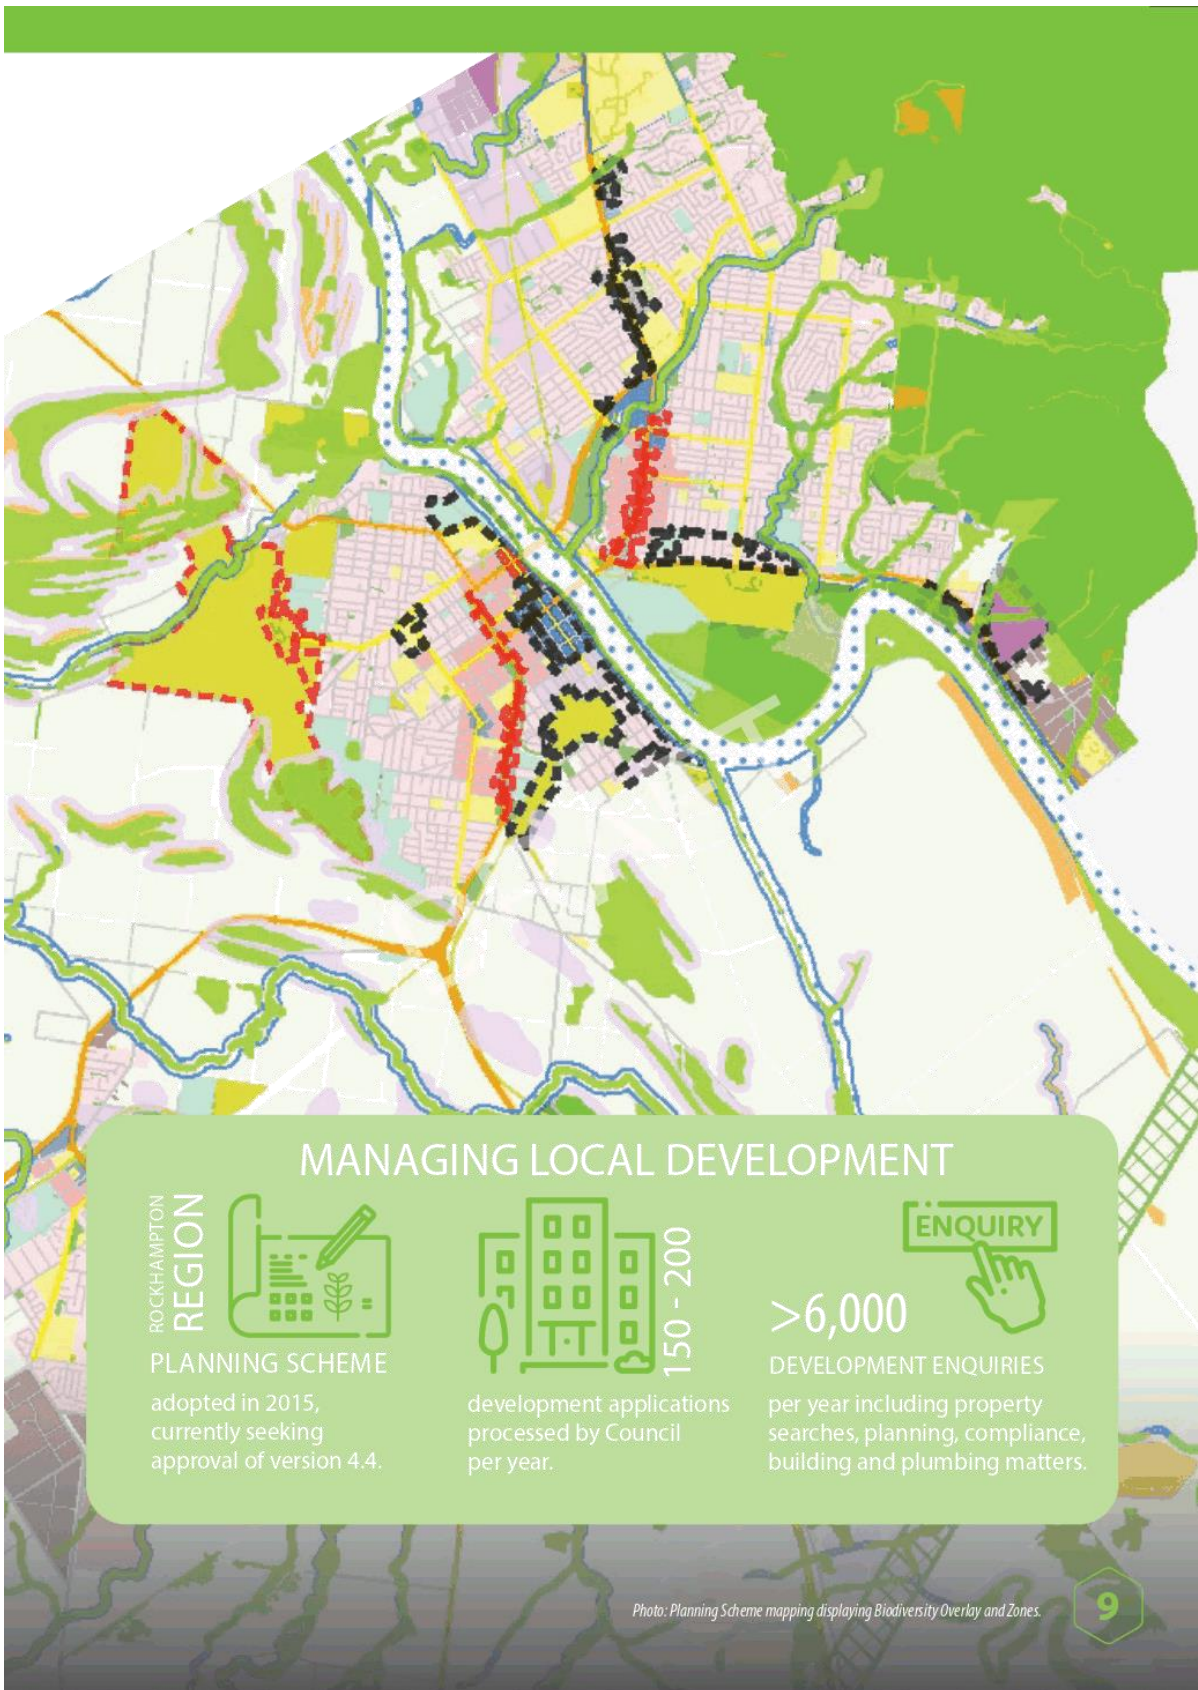 MANAGING LOCAL DEVELOPMENT
ROCKHAMPTON
REGION
PLANNING SCHEME
adopted in 2015,
currently seeking
approval of version 4.4.
150 - 200
development applications
processed by Council
per year.
ENQUIRY
>6,000
DEVELOPMENT ENQUIRIES
per year including property
searches, planning, compliance,
building and plumbing matters.
Photo: Planning Scheme mapping displaying Biodiversity Overlay and Zones.
9